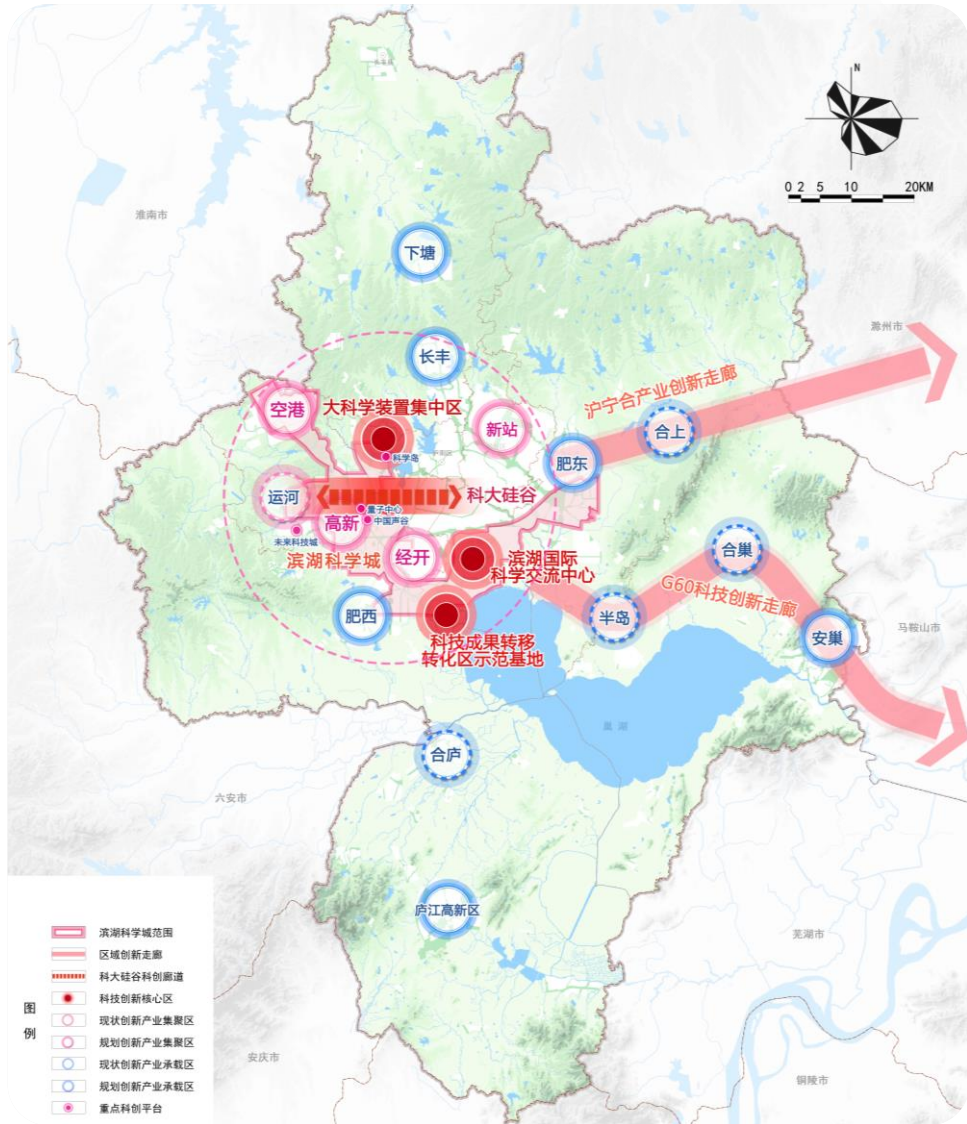 N
0 2 5 10 20KM
淮南市
滁州市
下塘
长丰
沪宁合产业创新走廊
空港
大科学装置集中区
新站
合上
科学岛
肥东
运河
科大硅谷
量子中心
高新
中国声谷
未来科技城
滨湖科学城
经开
滨湖国际
科学交流中心
合巢
G60科技创新走廊
肥西
半岛
安巢
马鞍山市
科技成果转移
转化区示范基地
巢湖
合庐
六安市
庐江高新区
芜湖市
安庆市
铜陵市
图例
滨湖科学城范围
区域创新走廊
科大硅谷科创廊道
科技创新核心区
现状创新产业集聚区
规划创新产业集聚区
现状创新产业承载区
规划创新产业承载区
重点科创平台